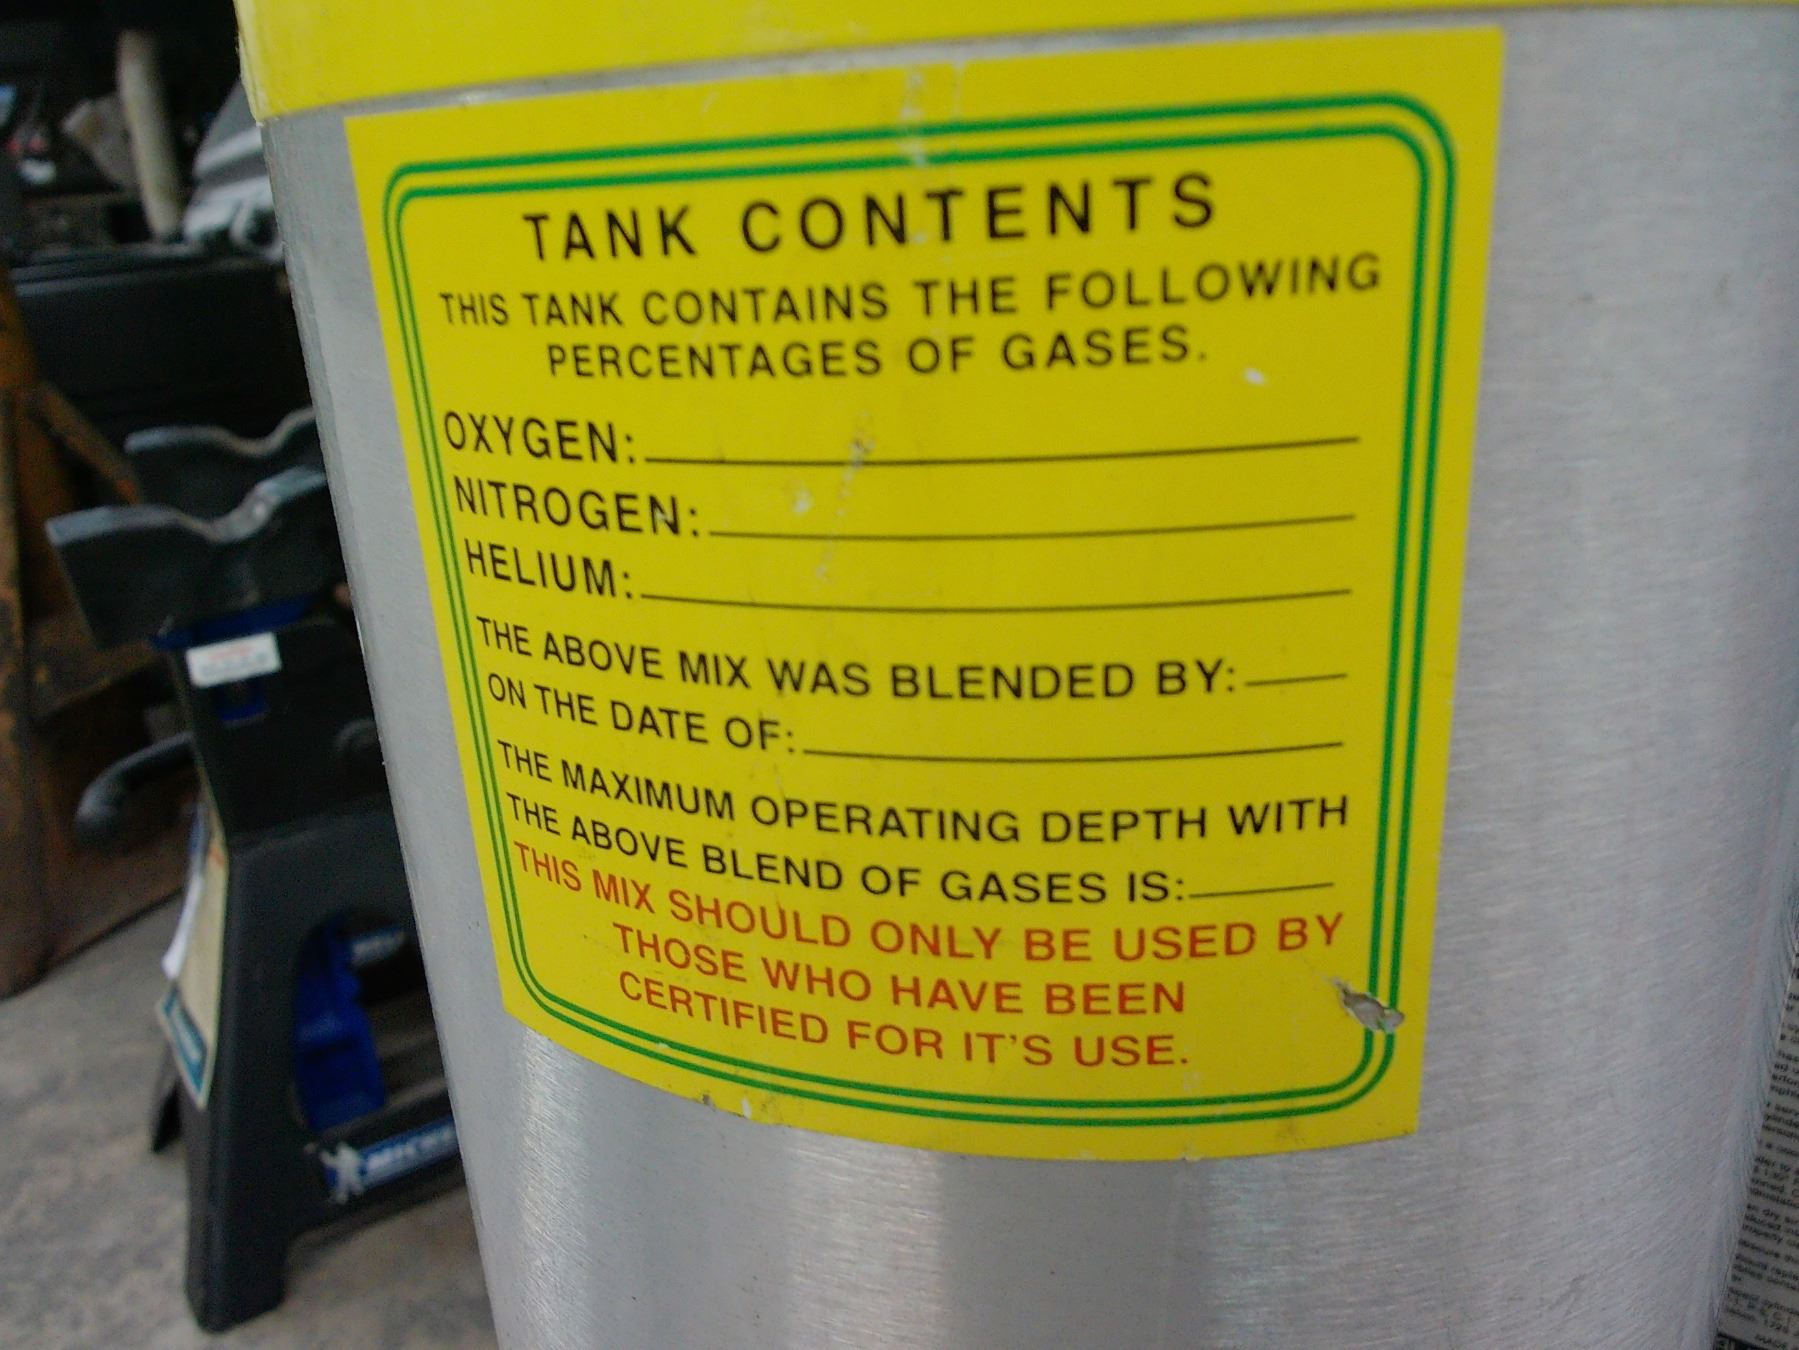 TANK CONTENTS
THIS TANK CONTAINS THE FOLLOWING
PERCENTAGES OF GASES.
OXYGEN:
NITROGEN:
HELIUM:
THE ABOVE MIX WAS BLENDED BY:
ON THE DATE OF:
THE MAXIMUM OPERATING DEPTH WITH
THE ABOVE BLEND OF GASES IS:
THIS MIX SHOULD ONLY BE USED BY
THOSE WHO HAVE BEEN
CERTIFIED FOR IT'S USE.